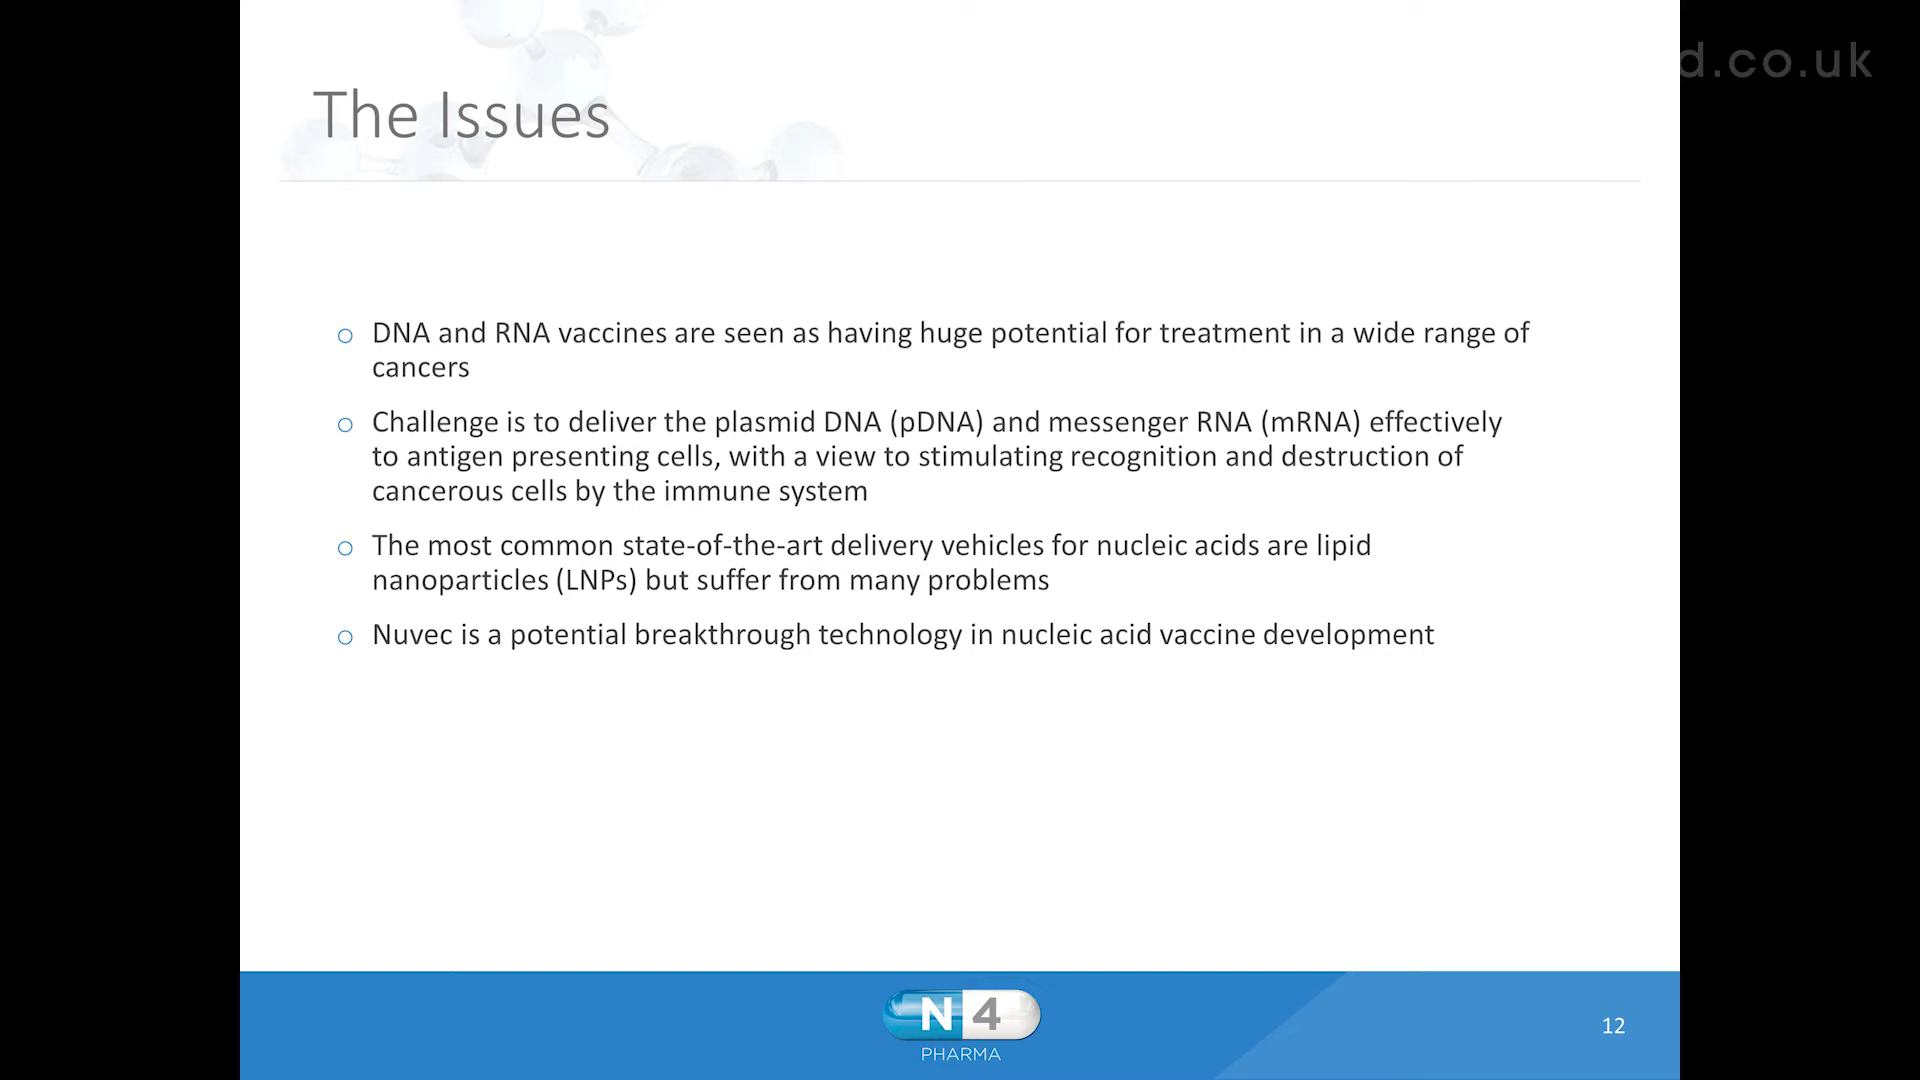 d.co.uk
The Issues
o DNA and RNA vaccines are seen as having huge potential for treatment in a wide range of
cancers
o Challenge is to deliver the plasmid DNA (pDNA) and messenger RNA (mRNA) effectively
to antigen presenting cells, with a view to stimulating recognition and destruction of
cancerous cells by the immune system
o The most common state-of-the-art delivery vehicles for nucleic acids are lipid
nanoparticles (LNPs) but suffer from many problems
o Nuvec is a potential breakthrough technology in nucleic acid vaccine development
N4
PHARMA
12